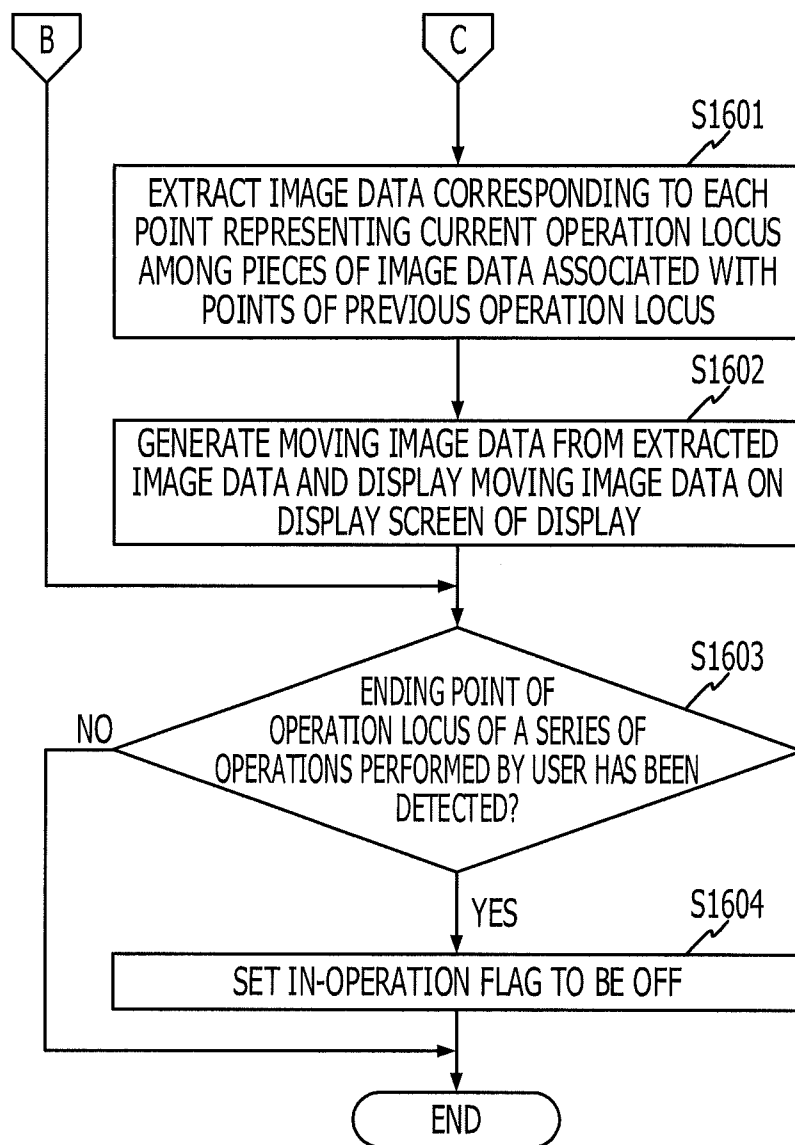 B
C
S1601
EXTRACT IMAGE DATA CORRESPONDING TO EACH
POINT REPRESENTING CURRENT OPERATION LOCUS
AMONG PIECES OF IMAGE DATA ASSOCIATED WITH
POINTS OF PREVIOUS OPERATION LOCUS
S1602
GENERATE MOVING IMAGE DATA FROM EXTRACTED
IMAGE DATA AND DISPLAY MOVING IMAGE DATA ON
DISPLAY SCREEN OF DISPLAY
S1603
ENDING POINT OF
OPERATION LOCUS OF A SERIES OF
OPERATIONS PERFORMED BY USER HAS BEEN
DETECTED?
NO
YES
S1604
SET IN-OPERATION FLAG TO BE OFF
END